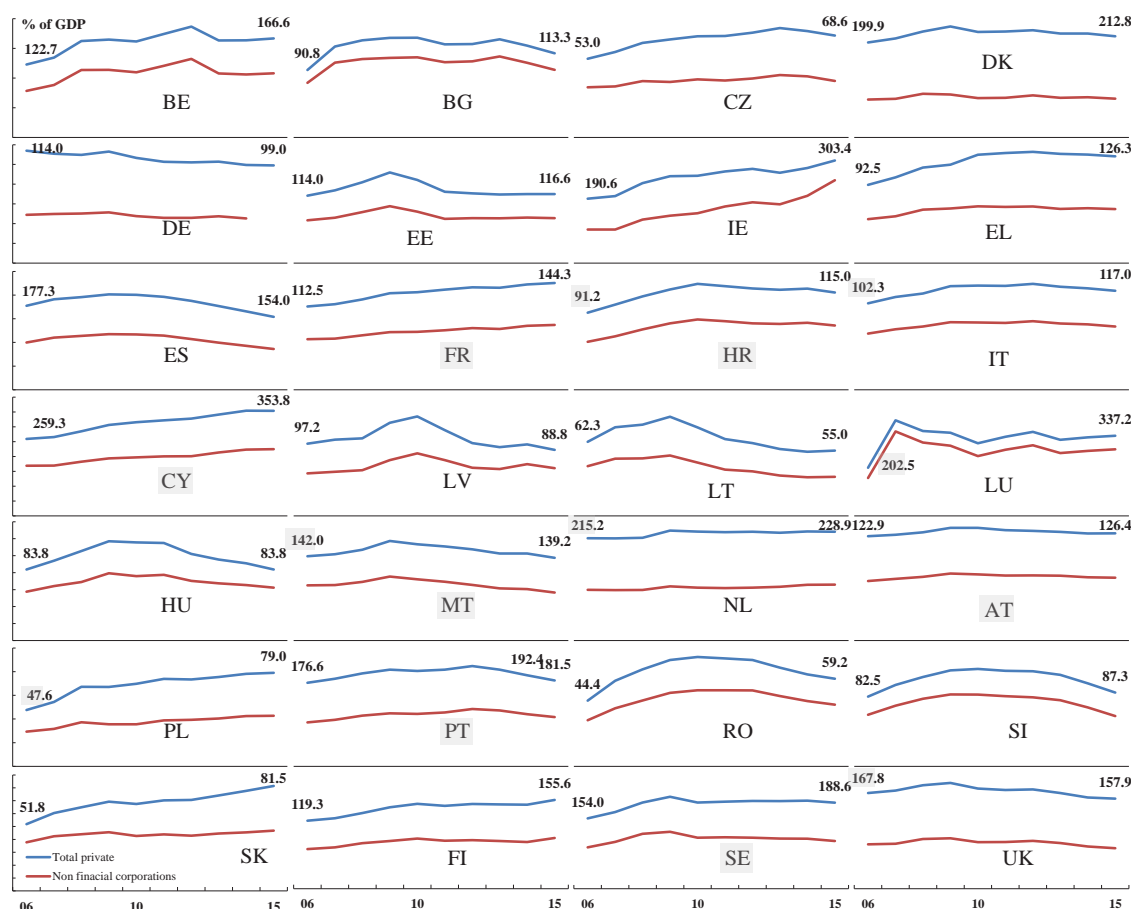 % of GDP
122.7 166.6
BE
90.8 113.3
BG
53.0 68.6
CZ
199.9 212.8
DK
114.0 99.0
DE
114.0 116.6
EE
190.6 303.4
IE
92.5 126.3
EL
177.3 154.0
ES
112.5 144.3
FR
91.2 115.0
HR
102.3 117.0
IT
259.3 353.8
CY
97.2 88.8
LV
62.3 55.0
LT
202.5 337.2
LU
83.8 83.8
HU
142.0 139.2
MT
215.2 228.9
NL
122.9 126.4
AT
47.6 79.0
PL
176.6 192.4 181.5
PT
44.4 59.2
RO
82.5 87.3
SI
51.8 81.5
SK
Total private
Non finacial corporations
119.3 155.6
FI
154.0 188.6
SE
167.8 157.9
UK
06 10 15 06 10 15 06 10 15 06 10 15